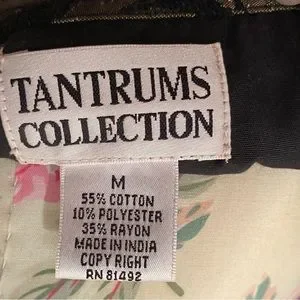 TANTRUMS
COLLECTION
M
55% COTTON
10% POLYESTER
35% RAYON
MADE IN INDIA
COPY RIGHT
RN 81492